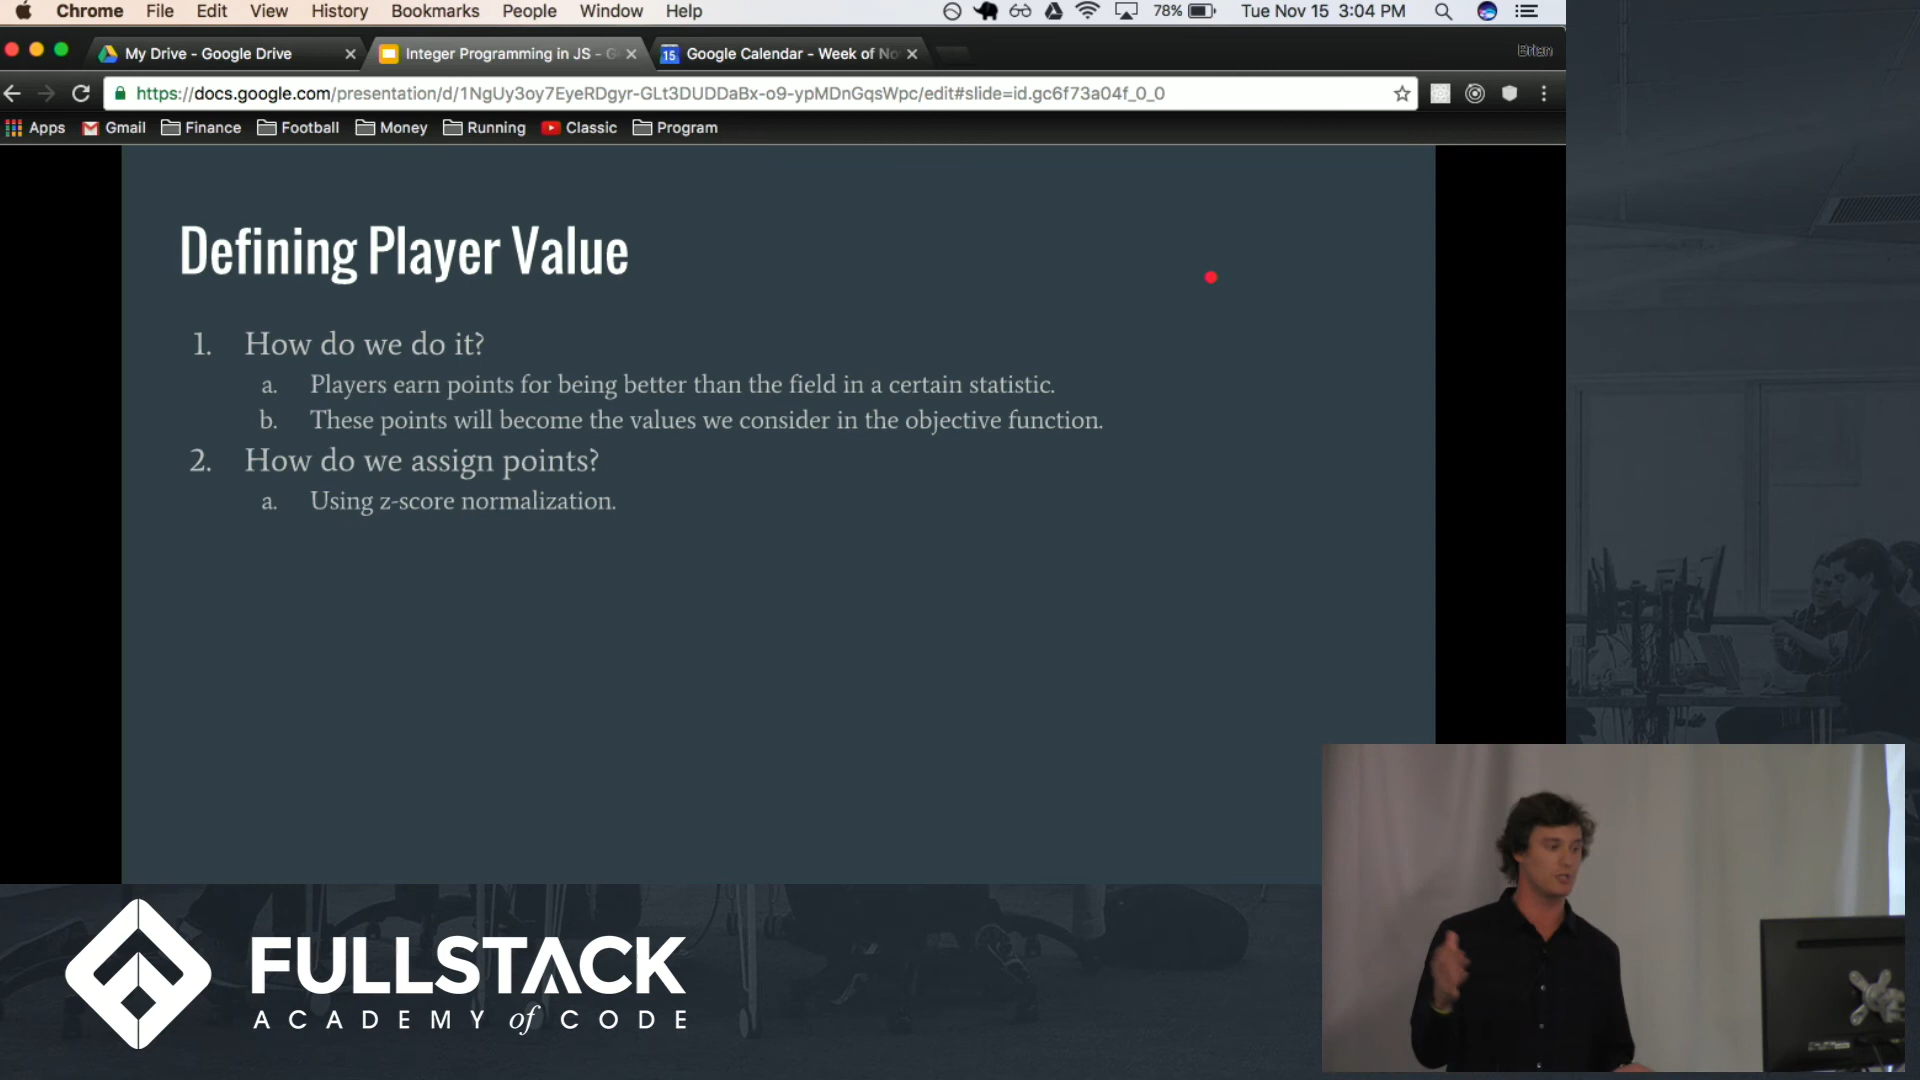 Chrome File Edit View History Bookmarks People Window Help 78% Tue Nov 15 3:04 PM
My Drive - Google Drive Integer Programming in JS - G 15 Google Calendar - Week of No Brian
https://docs.google.com/presentation/d/1NgUy3oy7EyeRDgyr-GLt3DUDDaBx-o9-ypMDnGqsWpc/edit#slide=id.gc6f73a04f_0_0
Apps Gmail Finance Football Money Running Classic Program
Defining Player Value
1. How do we do it?
a. Players earn points for being better than the field in a certain statistic.
b. These points will become the values we consider in the objective function.
2. How do we assign points?
a. Using z-score normalization.
FULLSTACK
ACADEMY of CODE